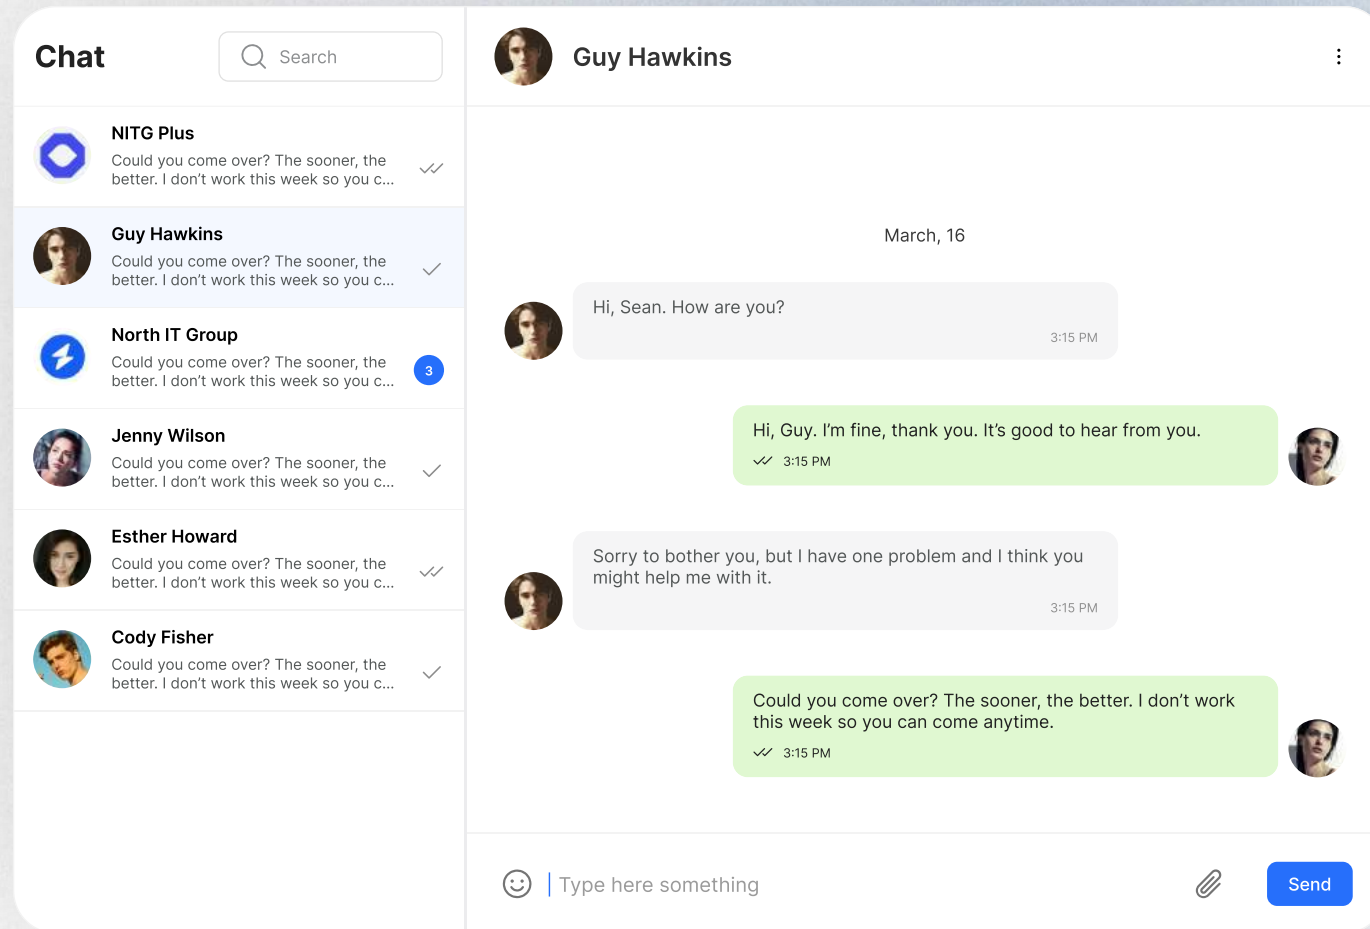 Chat
Search
NITG Plus
Could you come over? The sooner, the
better. I don’t work this week so you c...
Guy Hawkins
Could you come over? The sooner, the
better. I don’t work this week so you c...
North IT Group
Could you come over? The sooner, the
better. I don’t work this week so you c...
3
Jenny Wilson
Could you come over? The sooner, the
better. I don’t work this week so you c...
Esther Howard
Could you come over? The sooner, the
better. I don’t work this week so you c...
Cody Fisher
Could you come over? The sooner, the
better. I don’t work this week so you c...
Guy Hawkins
March, 16
Hi, Sean. How are you?
3:15 PM
Hi, Guy. I’m fine, thank you. It’s good to hear from you.
3:15 PM
Sorry to bother you, but I have one problem and I think you
might help me with it.
3:15 PM
Could you come over? The sooner, the better. I don’t work
this week so you can come anytime.
3:15 PM
Type here something
Send